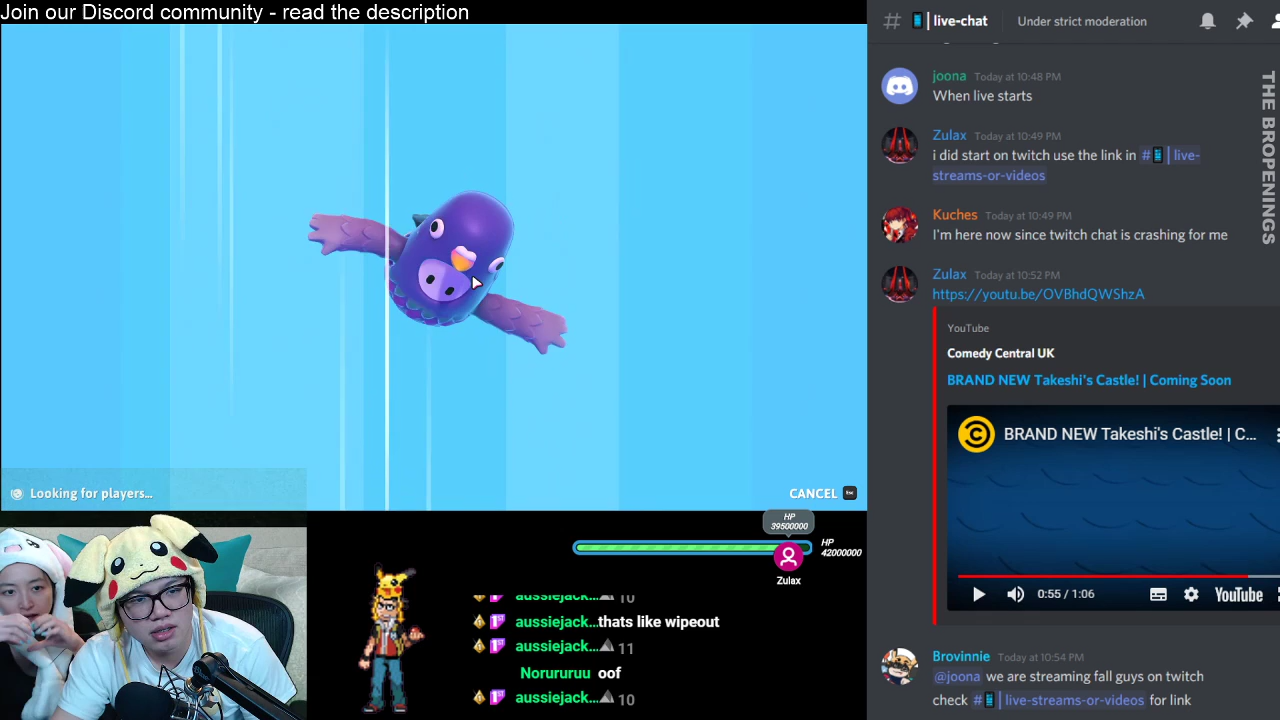 Join our Discord community - read the description
# | live-chat Under strict moderation
joona Today at 10:48 PM
When live starts
Zulax Today at 10:49 PM
i did start on twitch use the link in # | live-
streams-or-videos
Kuches Today at 10:49 PM
I'm here now since twitch chat is crashing for me
Zulax Today at 10:52 PM
https://youtu.be/OVBhdQWShzA
YouTube
Comedy Central UK
BRAND NEW Takeshi's Castle! | Coming Soon
BRAND NEW Takeshi's Castle! | C...
0:55 / 1:06 YouTube
Brovinnie Today at 10:54 PM
@joona we are streaming fall guys on twitch
check # | live-streams-or-videos for link
THE BROPENINGS
Looking for players...
CANCEL Esc
HP
39500000
HP
42000000
Zulax
aussiejack... 10
aussiejack... thats like wipeout
aussiejack... 11
Norururuu oof
aussiejack... 10